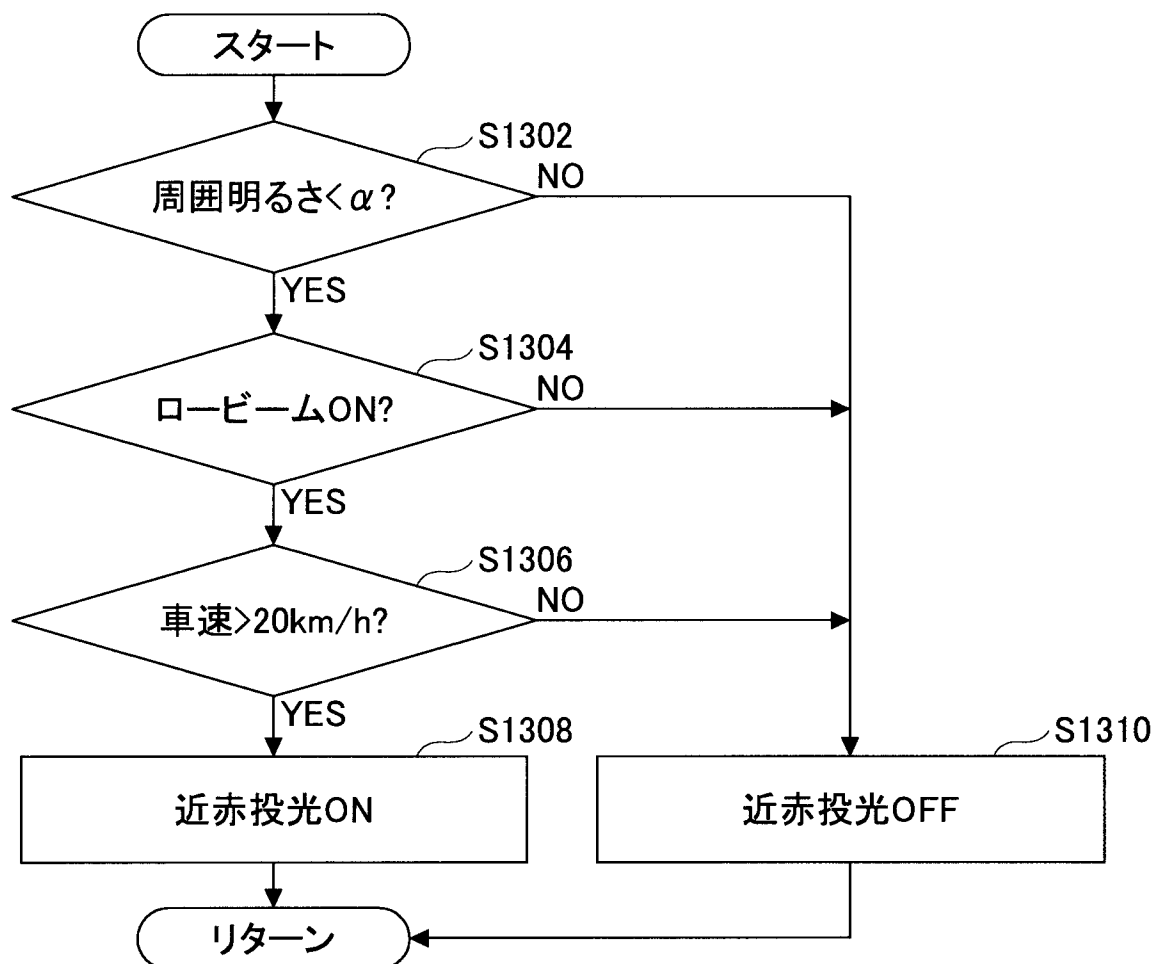 スタート
S1302
周囲明るさ<α?
NO
YES
S1304
ロービームON?
NO
YES
S1306
車速>20km/h?
NO
YES
S1308
近赤投光ON
S1310
近赤投光OFF
リターン